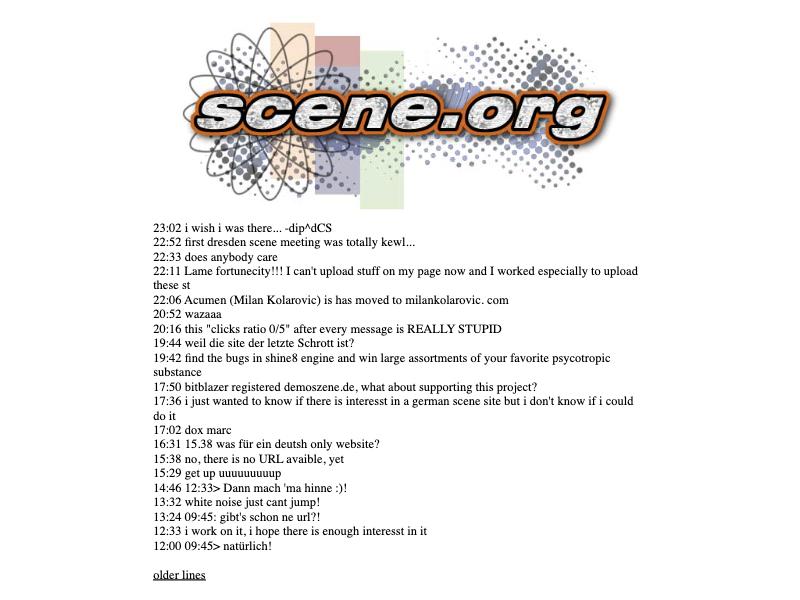 scene.org
23:02 i wish i was there... -dip^dCS
22:52 first dresden scene meeting was totally kewl...
22:33 does anybody care
22:11 Lame fortunecity!!! I can't upload stuff on my page now and I worked especially to upload
these st
22:06 Acumen (Milan Kolarovic) is has moved to milankolarovic. com
20:52 wazaaa
20:16 this "clicks ratio 0/5" after every message is REALLY STUPID
19:44 weil die site der letzte Schrott ist?
19:42 find the bugs in shine8 engine and win large assortments of your favorite psycotropic
substance
17:50 bitblazer registered demoszene.de, what about supporting this project?
17:36 i just wanted to know if there is interesst in a german scene site but i don't know if i could
do it
17:02 dox marc
16:31 15.38 was für ein deutsh only website?
15:38 no, there is no URL avaible, yet
15:29 get up uuuuuuuuup
14:46 12:33> Dann mach 'ma hinne :)!
13:32 white noise just cant jump!
13:24 09:45: gibt's schon ne url?!
12:33 i work on it, i hope there is enough interesst in it
12:00 09:45> natürlich!
older lines